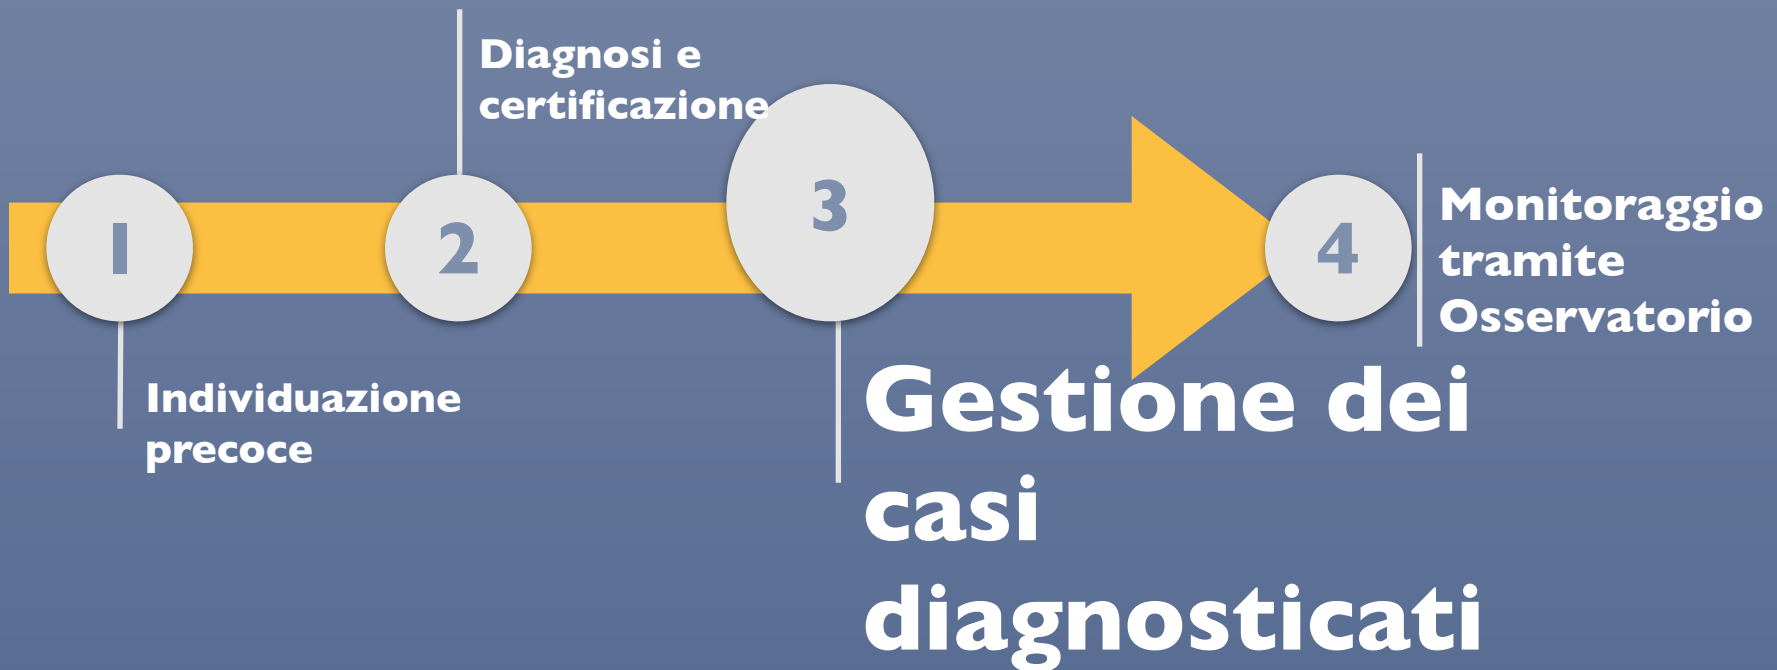 1
Individuazione
precoce
2
Diagnosi e
certificazione
3
Gestione dei
casi
diagnosticati
4
Monitoraggio
tramite
Osservatorio